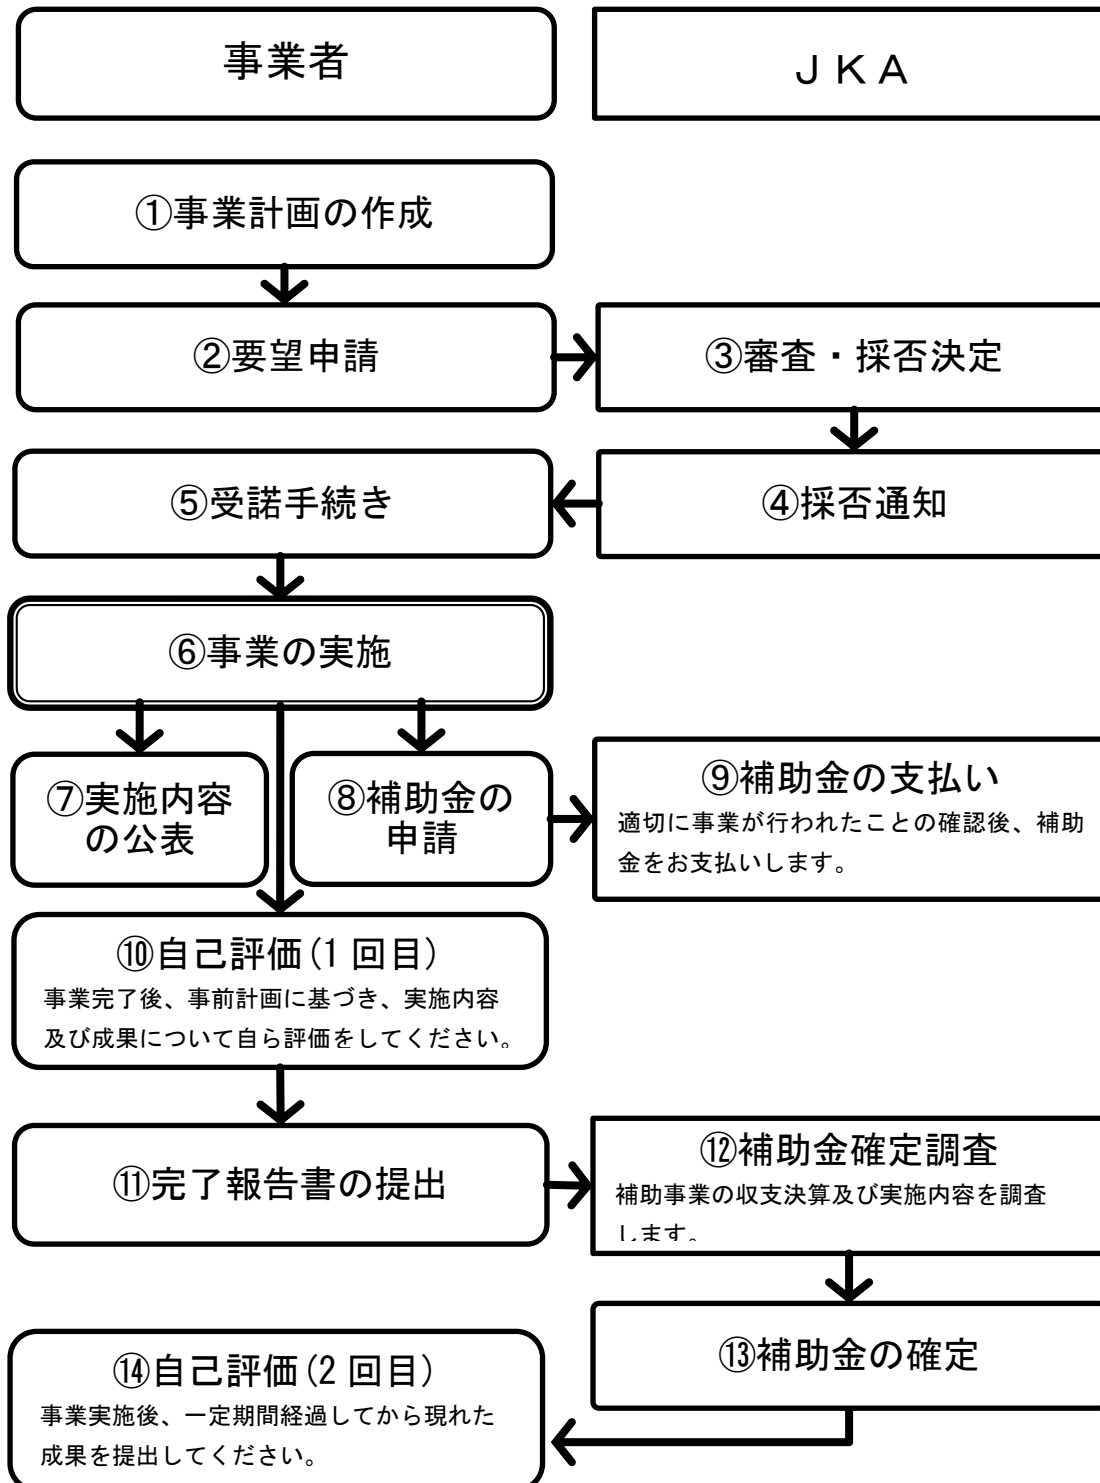 事業者
ＪＫＡ
①事業計画の作成
②要望申請
③審査・採否決定
⑤受諾手続き
④採否通知
⑥事業の実施
⑦実施内容
の公表
⑧補助金の
申請
⑨補助金の支払い
適切に事業が行われたことの確認後、補助
金をお支払いします。
⑩自己評価(1 回目)
事業完了後、事前計画に基づき、実施内容
及び成果について自ら評価をしてください。
⑪完了報告書の提出
⑫補助金確定調査
補助事業の収支決算及び実施内容を調査
します。
⑬補助金の確定
⑭自己評価(2 回目)
事業実施後、一定期間経過してから現れた
成果を提出してください。